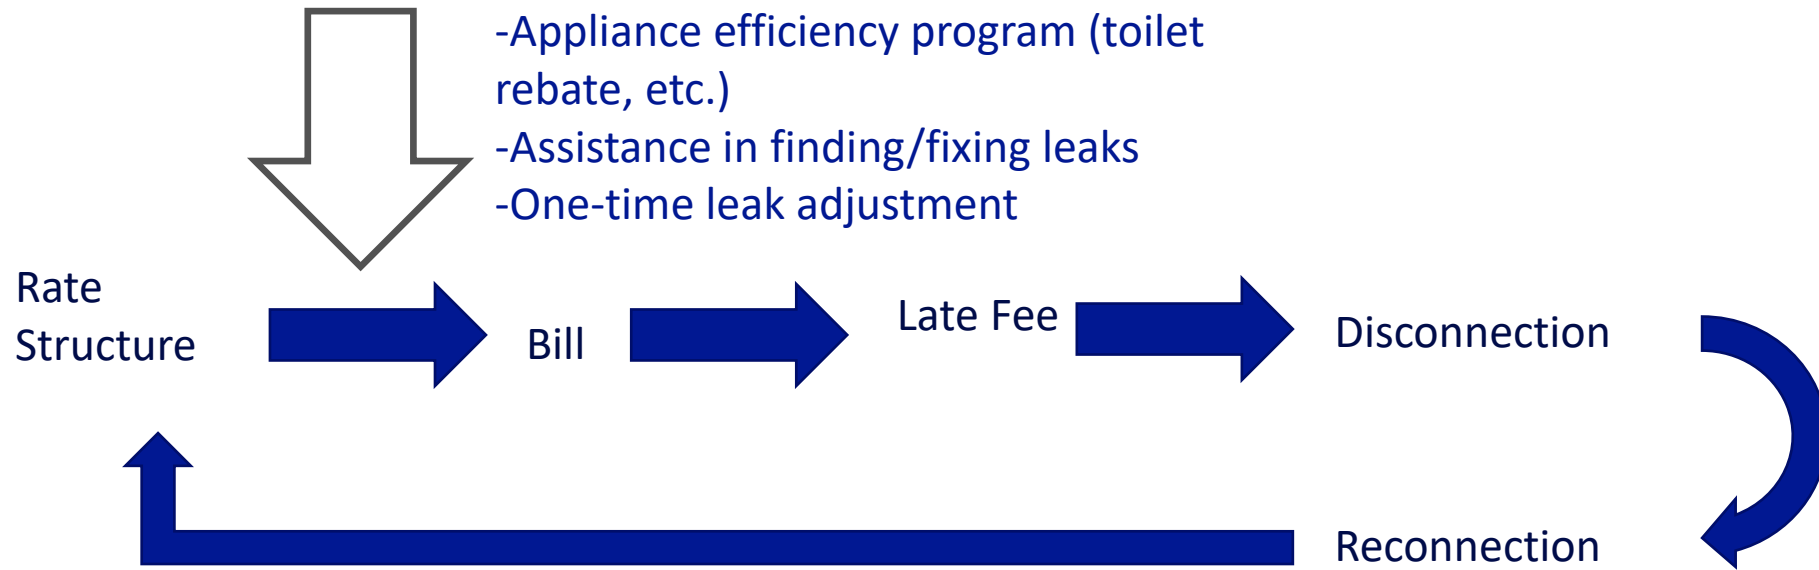 -Appliance efficiency program (toilet
rebate, etc.)
-Assistance in finding/fixing leaks
-One-time leak adjustment
Rate
Structure
Bill
Late Fee
Disconnection
Reconnection